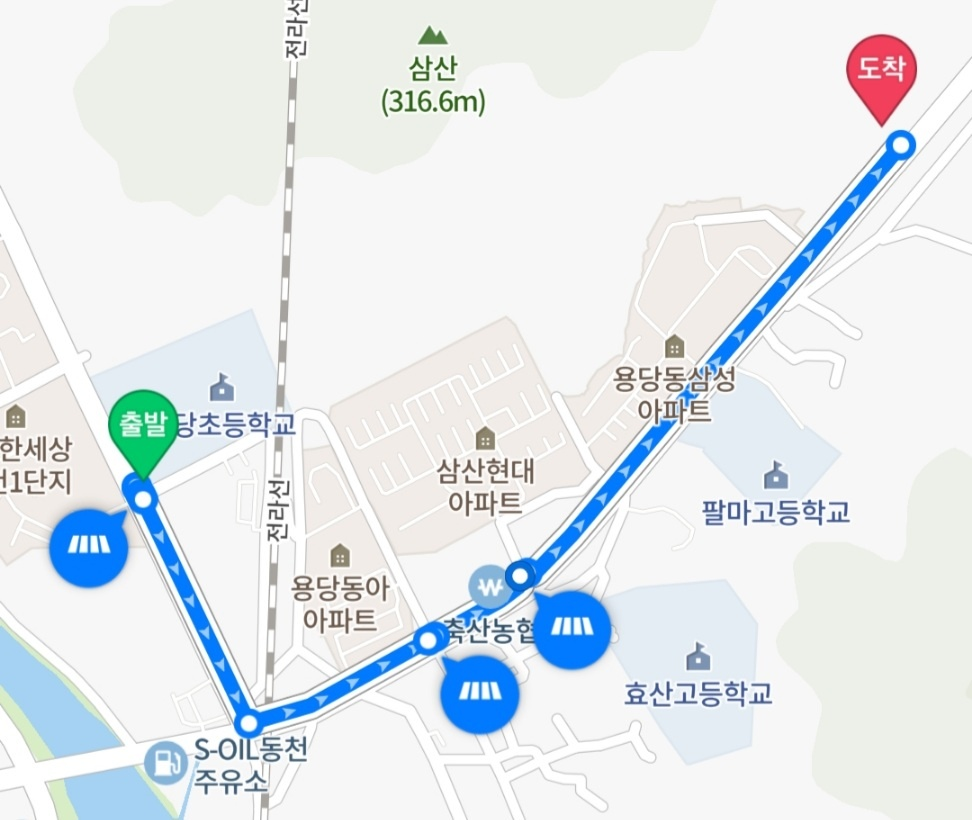 전라선
삼산
(316.6m)
도착
출발
당초등학교
한세상
1단지
용당동삼성
아파트
삼산현대
아파트
전라선
팔마고등학교
용당동아
아파트
₩
축산농협
효산고등학교
S-OIL동천
주유소